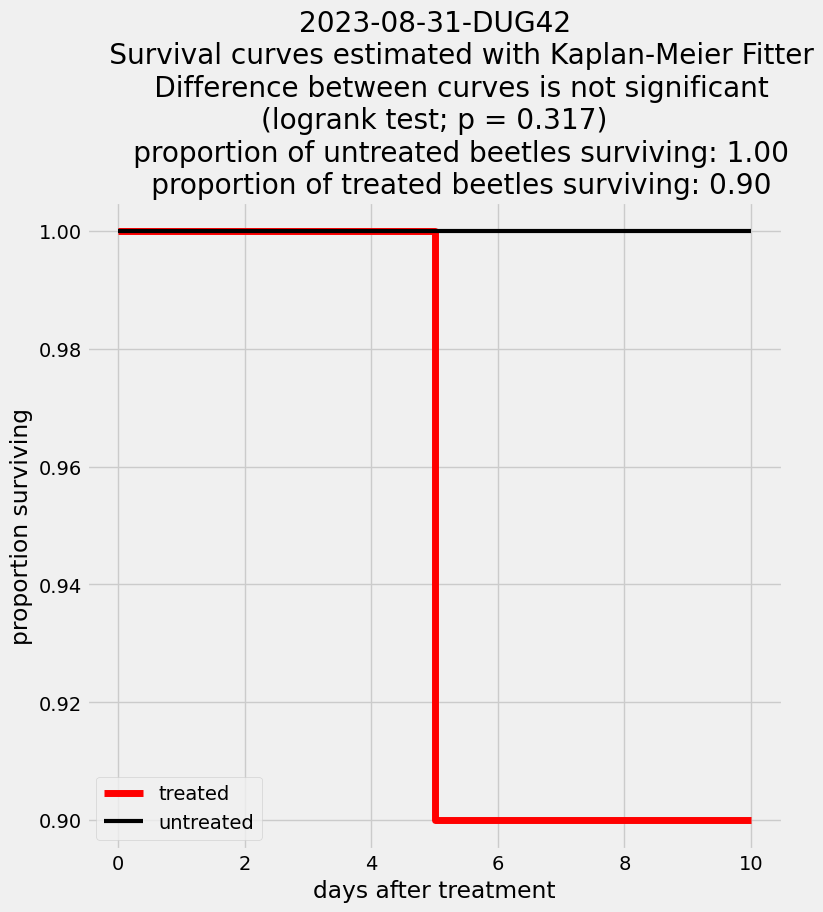 2023-08-31-DUG42
Survival curves estimated with Kaplan-Meier Fitter
Difference between curves is not significant
(logrank test; p = 0.317)
proportion of untreated beetles surviving: 1.00
proportion of treated beetles surviving: 0.90
1.00
0.98
0.96
0.94
0.92
0.90
proportion surviving
treated
untreated
0 2 4 6 8 10
days after treatment